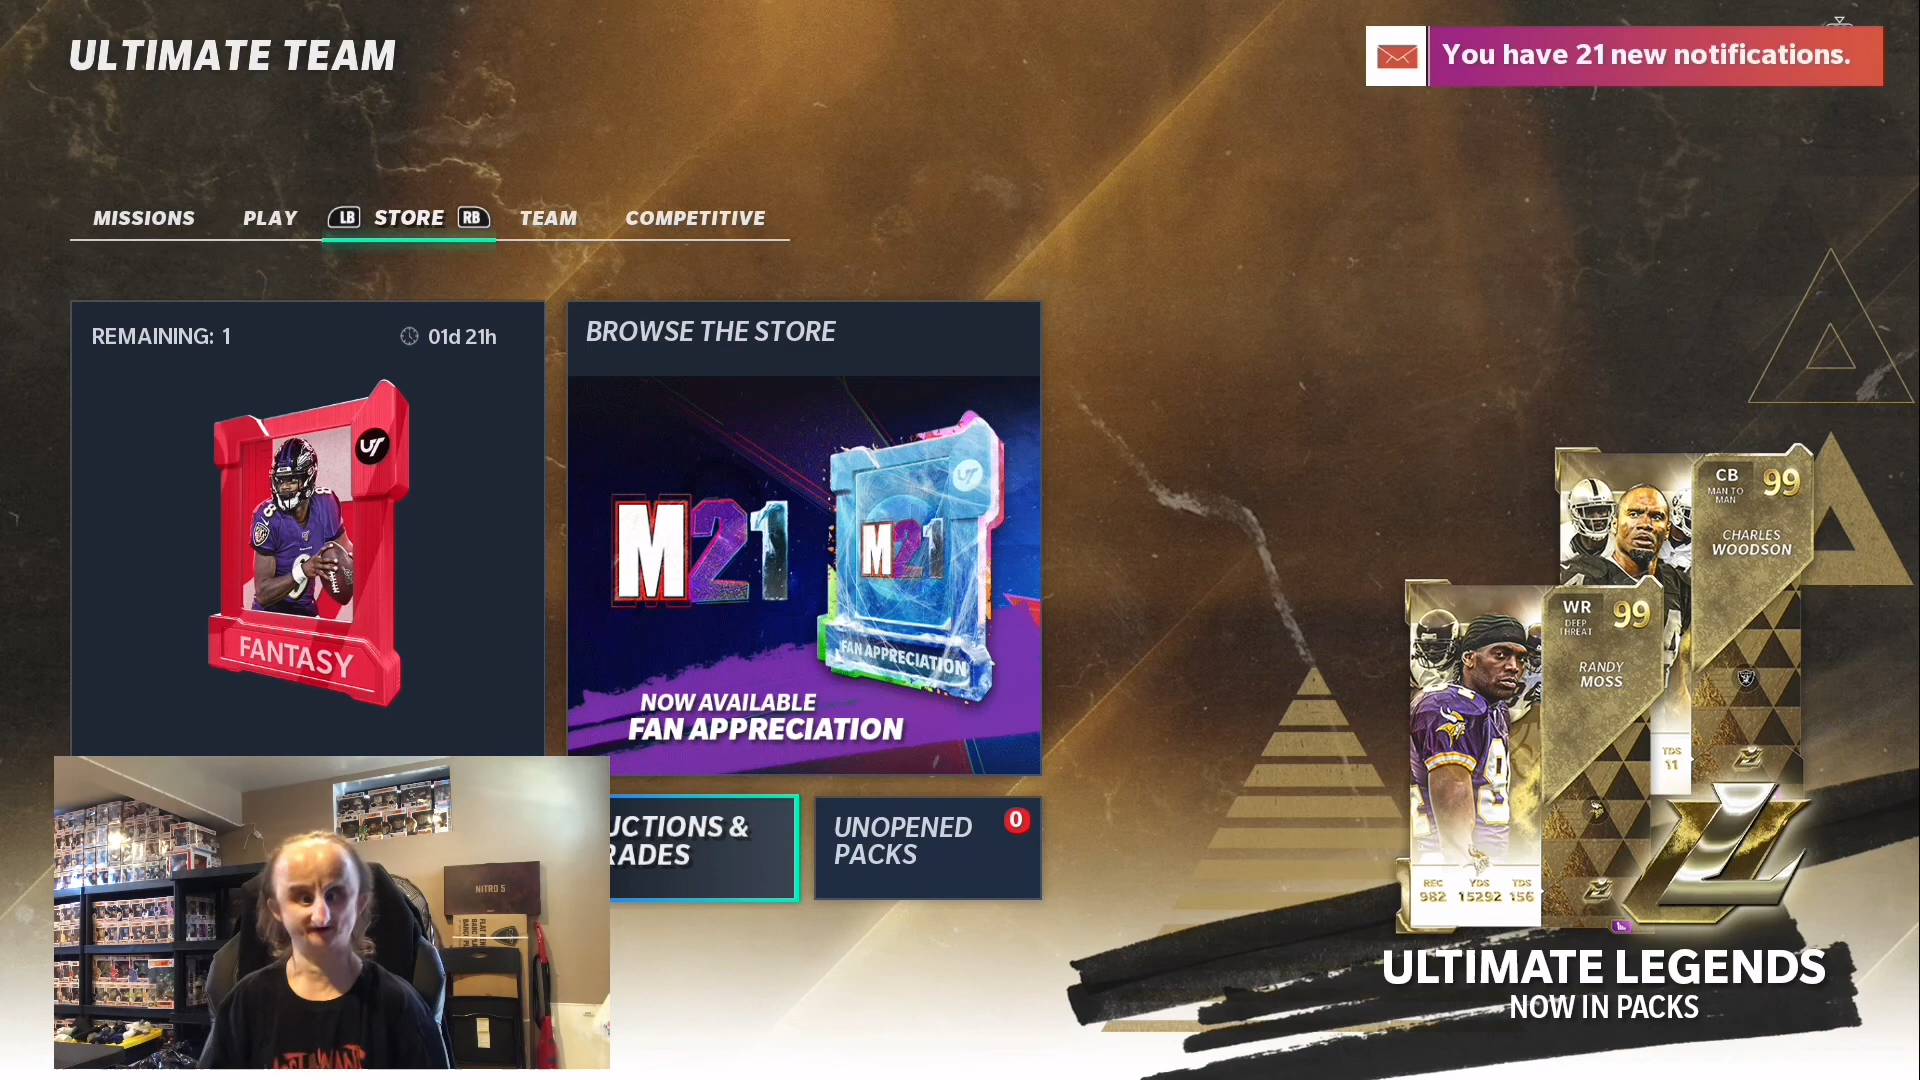 ULTIMATE TEAM
You have 21 new notifications.
MISSIONS
PLAY
LB
STORE
RB
TEAM
COMPETITIVE
REMAINING: 1
01d 21h
UT
FANTASY
BROWSE THE STORE
M21
UT
M21
FAN APPRECIATION
NOW AVAILABLE
FAN APPRECIATION
UCTIONS &
RADES
UNOPENED
PACKS
0
CB
MAN TO
MAN
99
CHARLES
WOODSON
TDS
11
WR
DEEP
THREAT
99
RANDY
MOSS
REC
YDS
TDS
982
15292
156
UL
ULTIMATE LEGENDS
NOW IN PACKS
NITRO 5